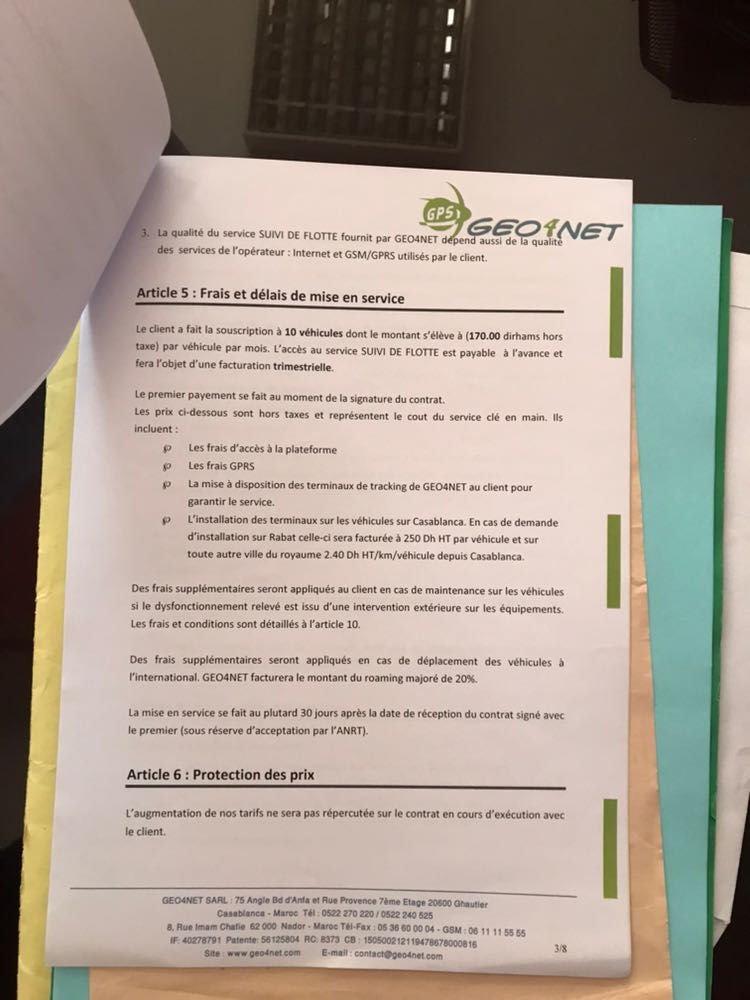 GPS GEO4NET
3. La qualité du service SUIVI DE FLOTTE fournit par GEO4NET dépend aussi de la qualité
des services de l'opérateur : Internet et GSM/GPRS utilisés par le client.
Article 5 : Frais et délais de mise en service
Le client a fait la souscription à 10 véhicules dont le montant s'élève à (170.00 dirhams hors
taxe) par véhicule par mois. L'accès au service SUIVI DE FLOTTE est payable à l'avance et
fera l'objet d'une facturation trimestrielle.
Le premier payement se fait au moment de la signature du contrat.
Les prix ci-dessous sont hors taxes et représentent le cout du service clé en main. Ils
incluent :
℘ Les frais d'accès à la plateforme
℘ Les frais GPRS
℘ La mise à disposition des terminaux de tracking de GEO4NET au client pour
garantir le service.
℘ L'installation des terminaux sur les véhicules sur Casablanca. En cas de demande
d'installation sur Rabat celle-ci sera facturée à 250 Dh HT par véhicule et sur
toute autre ville du royaume 2.40 Dh HT/km/véhicule depuis Casablanca.
Des frais supplémentaires seront appliqués au client en cas de maintenance sur les véhicules
si le dysfonctionnement relevé est issu d'une intervention extérieure sur les équipements.
Les frais et conditions sont détaillés à l'article 10.
Des frais supplémentaires seront appliqués en cas de déplacement des véhicules à
l'international. GEO4NET facturera le montant du roaming majoré de 20%.
La mise en service se fait au plutard 30 jours après la date de réception du contrat signé avec
le premier (sous réserve d'acceptation par l'ANRT).
Article 6 : Protection des prix
L'augmentation de nos tarifs ne sera pas répercutée sur le contrat en cours d'exécution avec
le client.
GEO4NET SARL : 75 Angle Bd d'Anfa et Rue Provence 7ème Etage 20600 Ghautier
Casablanca - Maroc Tél : 0522 270 220 / 0522 240 525
8, Rue Imam Chafie 62 000 Nador - Maroc Tél-Fax : 05 36 60 00 04 - GSM : 06 11 11 55 55
IF: 40278791 Patente: 56125804 RC: 8373 CB : 150500212119478678000816
Site : www.geo4net.com E-mail : contact@geo4net.com
3/8